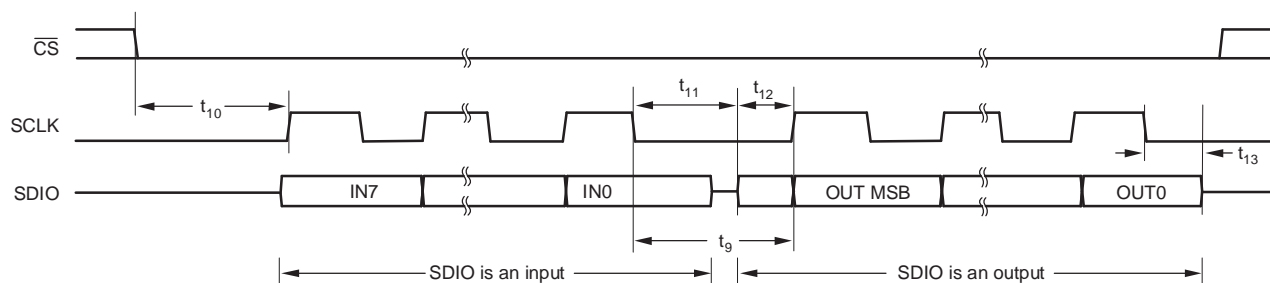 CS
t10
t11
t12
SCLK
t13
SDIO
IN7
IN0
OUT MSB
OUT0
t9
SDIO is an input
SDIO is an output